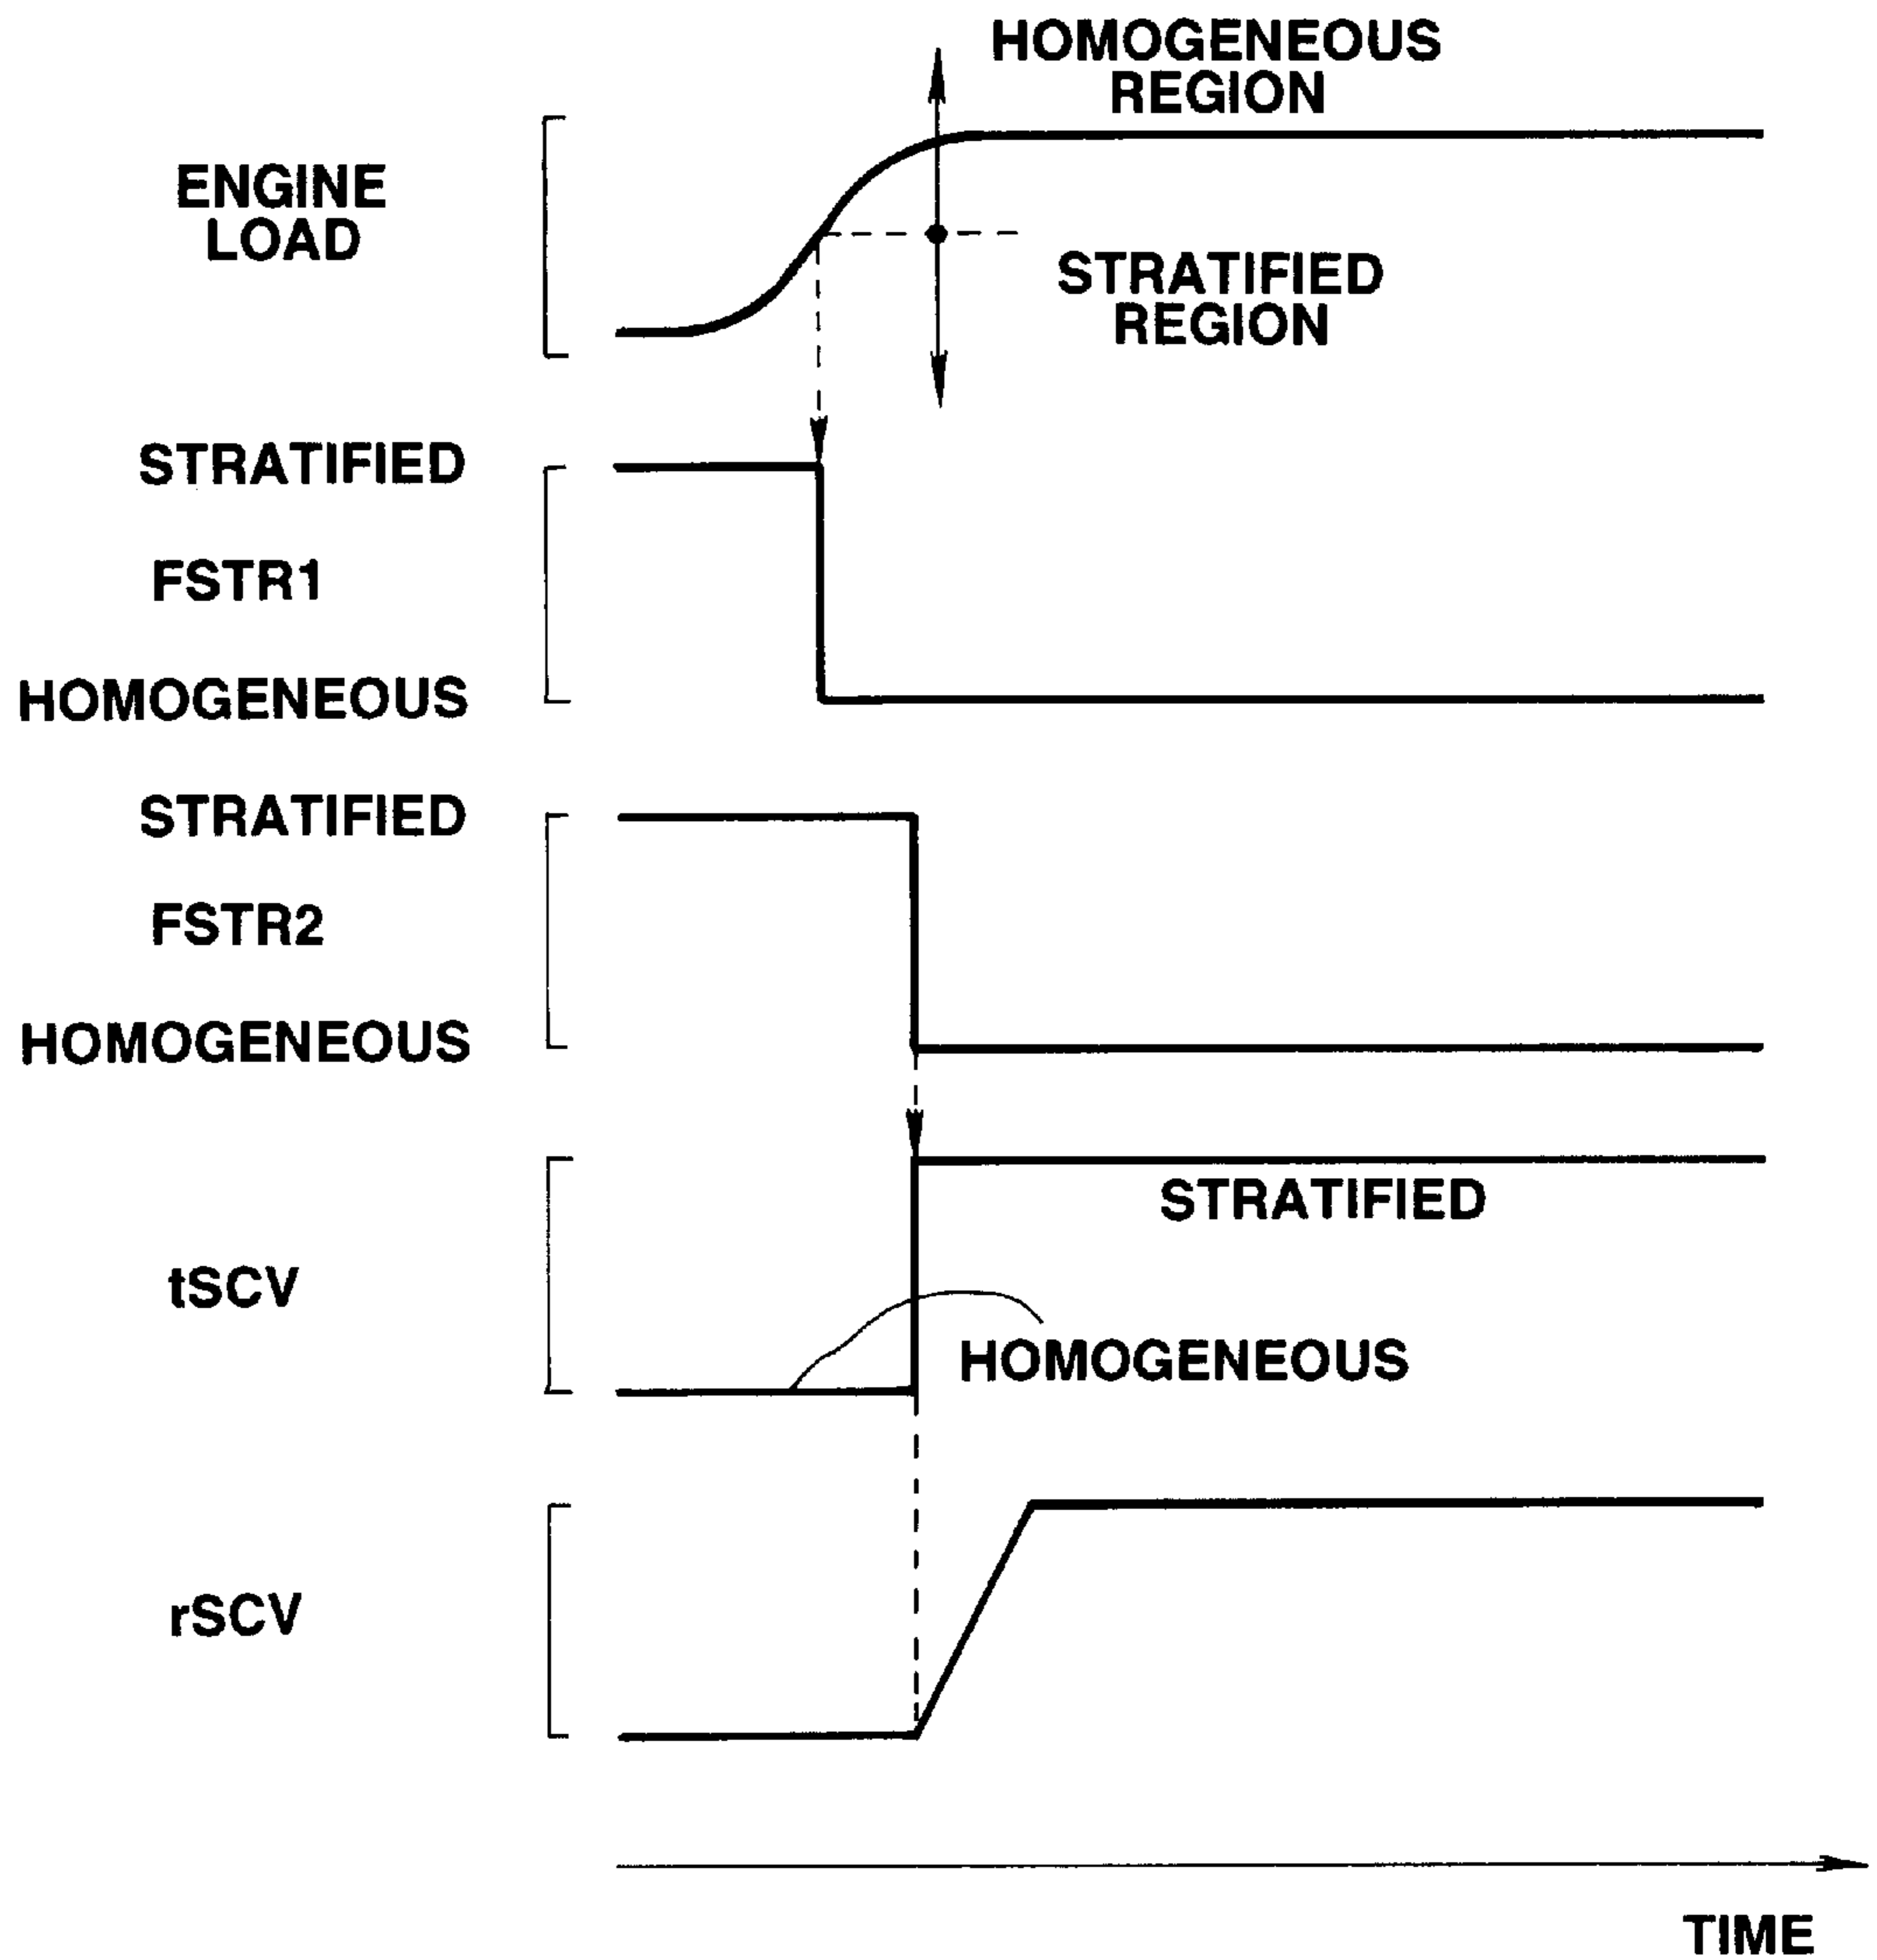 HOMOGENEOUS
REGION
ENGINE
LOAD
STRATIFIED
REGION
STRATIFIED
FSTR1
HOMOGENEOUS
STRATIFIED
FSTR2
HOMOGENEOUS
STRATIFIED
tSCV
HOMOGENEOUS
rSCV
TIME